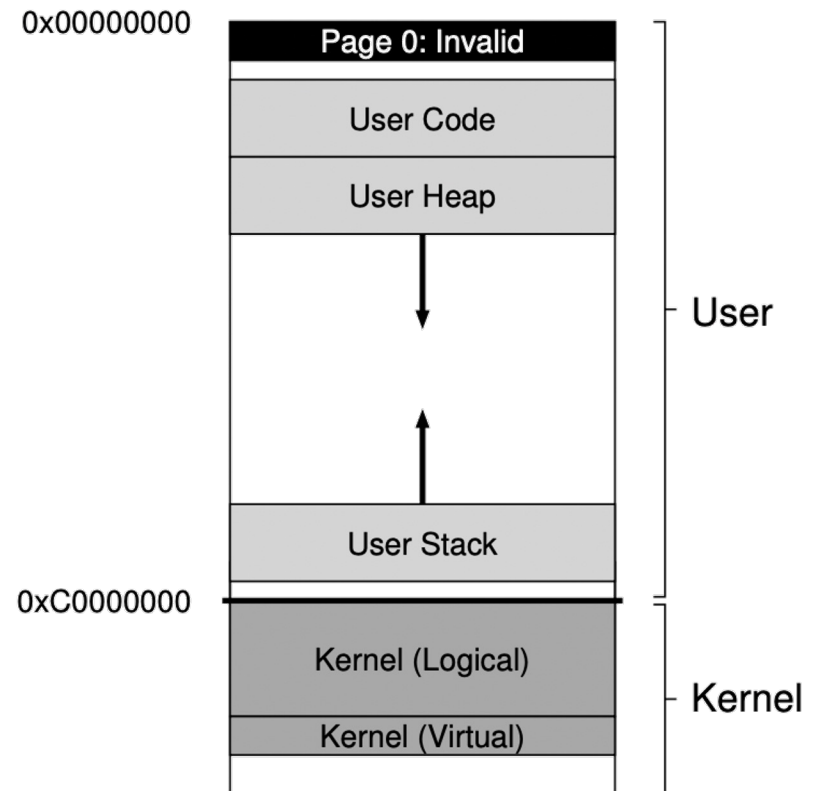 0x00000000
Page 0: Invalid
User Code
User Heap
User
User Stack
0xC0000000
Kernel (Logical)
Kernel
Kernel (Virtual)